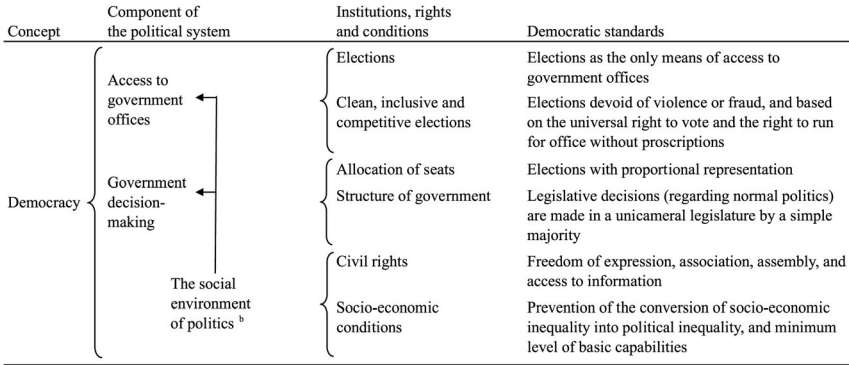 Concept
Component of
the political system
Institutions, rights
and conditions
Democratic standards
Democracy
Access to
government
offices
Elections
Elections as the only means of access to
government offices
Clean, inclusive and
competitive elections
Elections devoid of violence or fraud, and based
on the universal right to vote and the right to run
for office without proscriptions
Government
decision-
making
Allocation of seats
Elections with proportional representation
Structure of government
Legislative decisions (regarding normal politics)
are made in a unicameral legislature by a simple
majority
The social
environment
of politics b
Civil rights
Freedom of expression, association, assembly, and
access to information
Socio-economic
conditions
Prevention of the conversion of socio-economic
inequality into political inequality, and minimum
level of basic capabilities